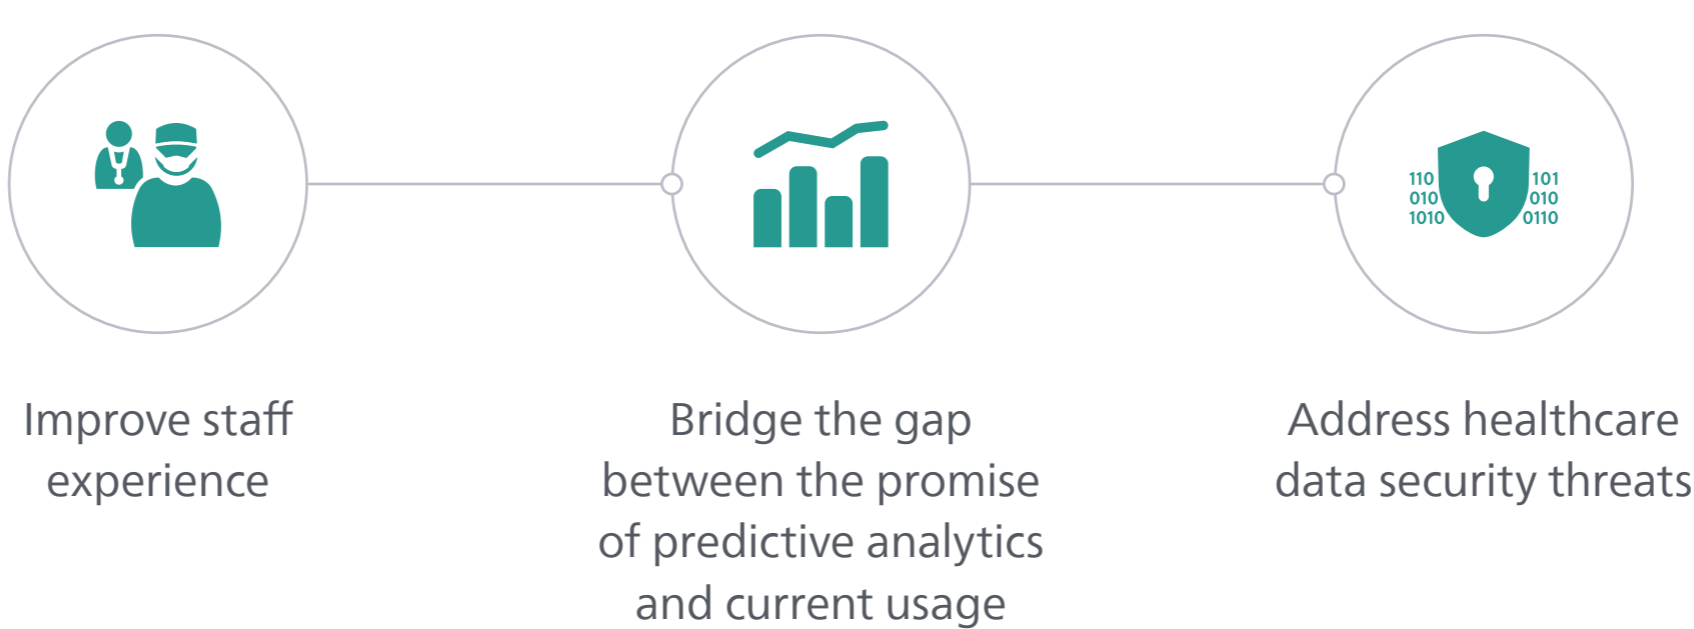 110
010
1010
101
010
0110
Improve staff
experience
Bridge the gap
between the promise
of predictive analytics
and current usage
Address healthcare
data security threats